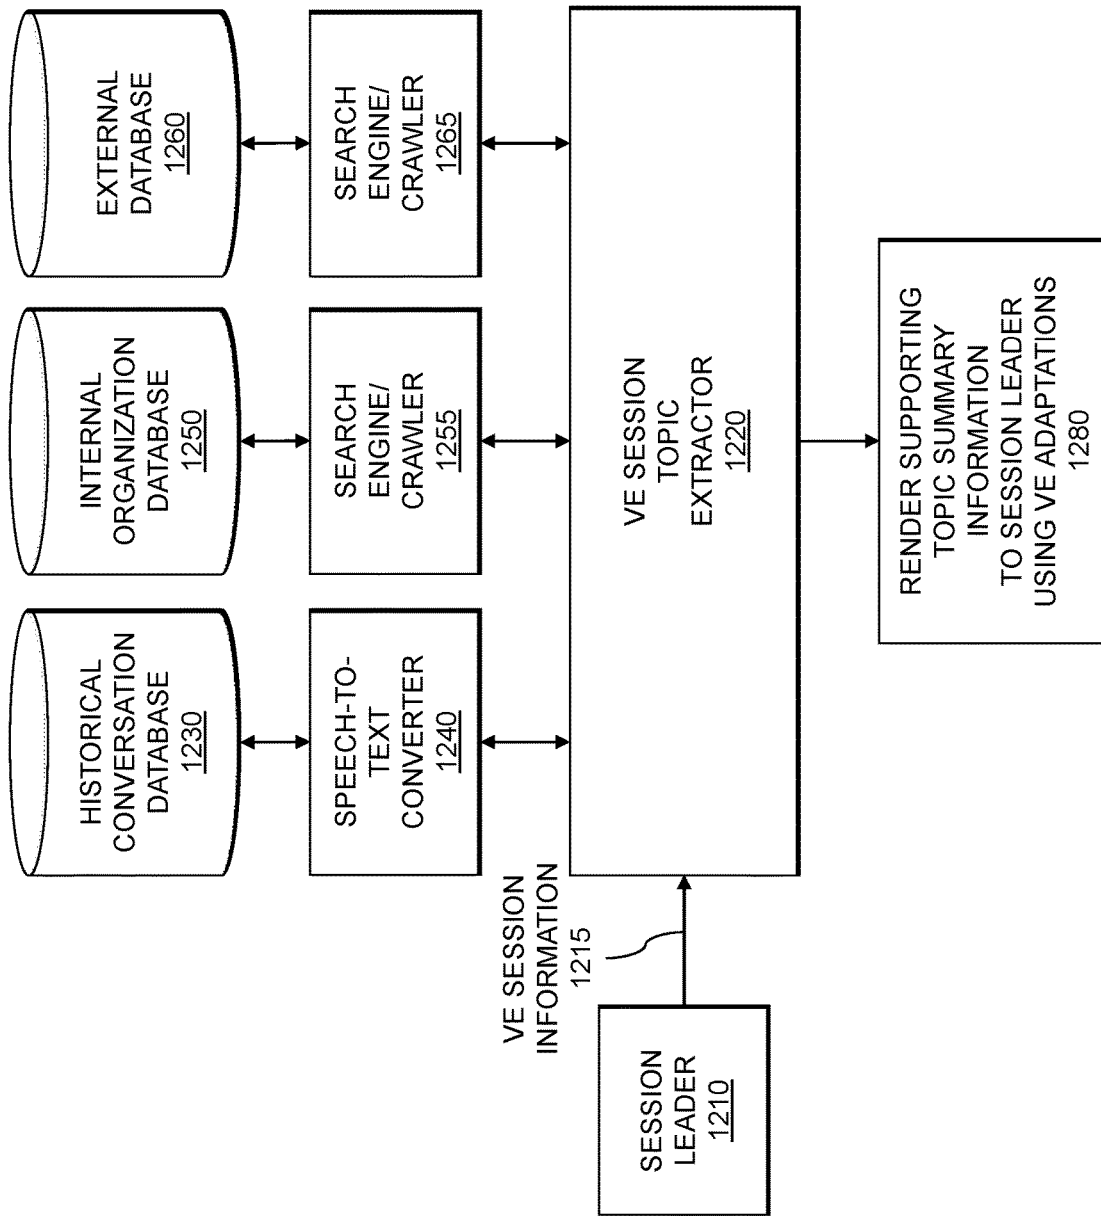 HISTORICAL
CONVERSATION
DATABASE
1230
INTERNAL
ORGANIZATION
DATABASE
1250
EXTERNAL
DATABASE
1260
SPEECH-TO-
TEXT
CONVERTER
1240
SEARCH
ENGINE/
CRAWLER
1255
SEARCH
ENGINE/
CRAWLER
1265
VE SESSION
INFORMATION
1215
SESSION
LEADER
1210
VE SESSION
TOPIC
EXTRACTOR
1220
RENDER SUPPORTING
TOPIC SUMMARY
INFORMATION
TO SESSION LEADER
USING VE ADAPTATIONS
1280